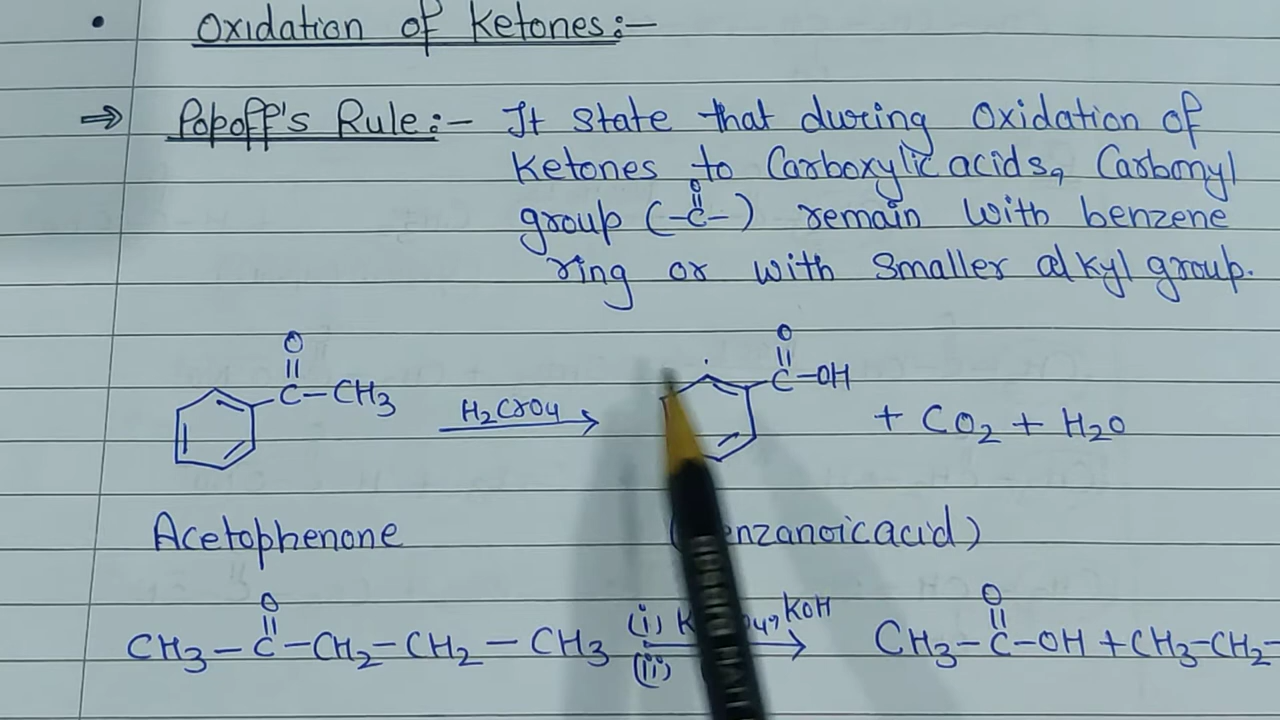 • Oxidation of Ketones:-
⇒ Popoff's Rule:- It state that during Oxidation of
Ketones to Carboxylic acids, Carbonyl
O
group (-C-) remain with benzene
ring or with Smaller alkyl group.
O
C-CH3
H2CrO4
O
C-OH
+ CO2 + H2O
Acetophenone
O
CH3-C-CH2-CH2-CH3
(i) KOH
(ii)
O
CH3-C-OH + CH3-CH2-